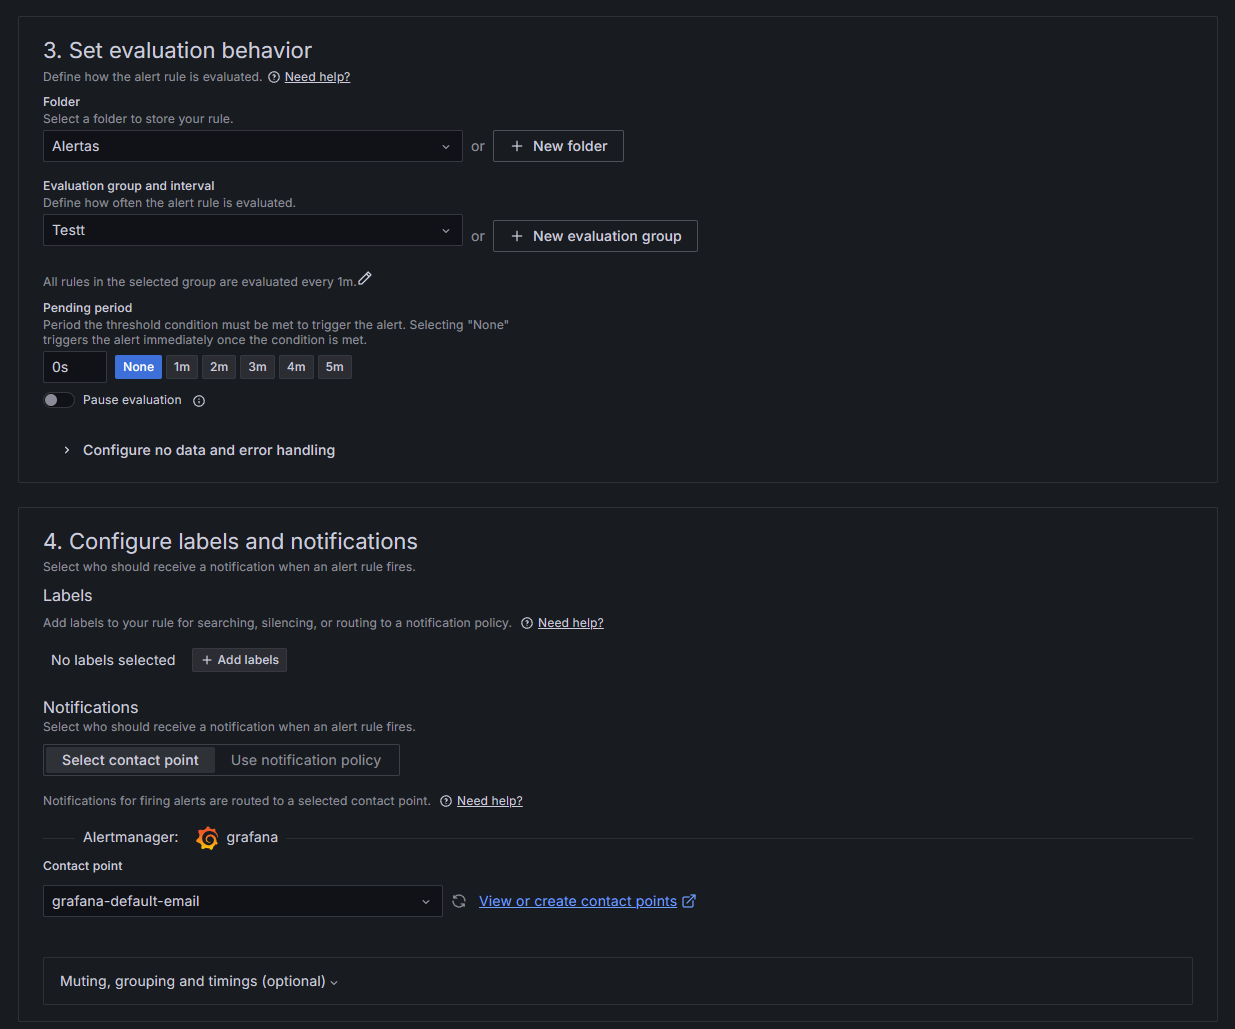 3. Set evaluation behavior
Define how the alert rule is evaluated. Need help?
Folder
Select a folder to store your rule.
Alertas or + New folder
Evaluation group and interval
Define how often the alert rule is evaluated.
Testt or + New evaluation group
All rules in the selected group are evaluated every 1m.
Pending period
Period the threshold condition must be met to trigger the alert. Selecting "None"
triggers the alert immediately once the condition is met.
0s None 1m 2m 3m 4m 5m
Pause evaluation
Configure no data and error handling
4. Configure labels and notifications
Select who should receive a notification when an alert rule fires.
Labels
Add labels to your rule for searching, silencing, or routing to a notification policy. Need help?
No labels selected + Add labels
Notifications
Select who should receive a notification when an alert rule fires.
Select contact point Use notification policy
Notifications for firing alerts are routed to a selected contact point. Need help?
Alertmanager: grafana
Contact point
grafana-default-email View or create contact points
Muting, grouping and timings (optional)